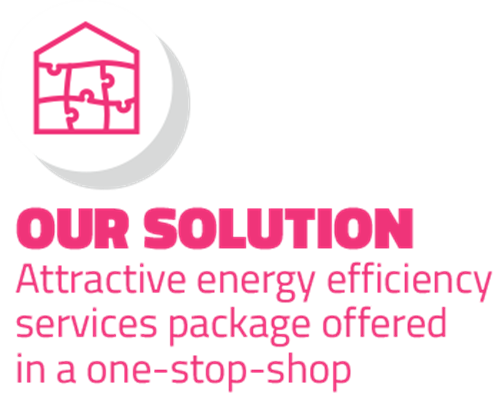 OUR SOLUTION
Attractive energy efficiency
services package offered
in a one-stop-shop